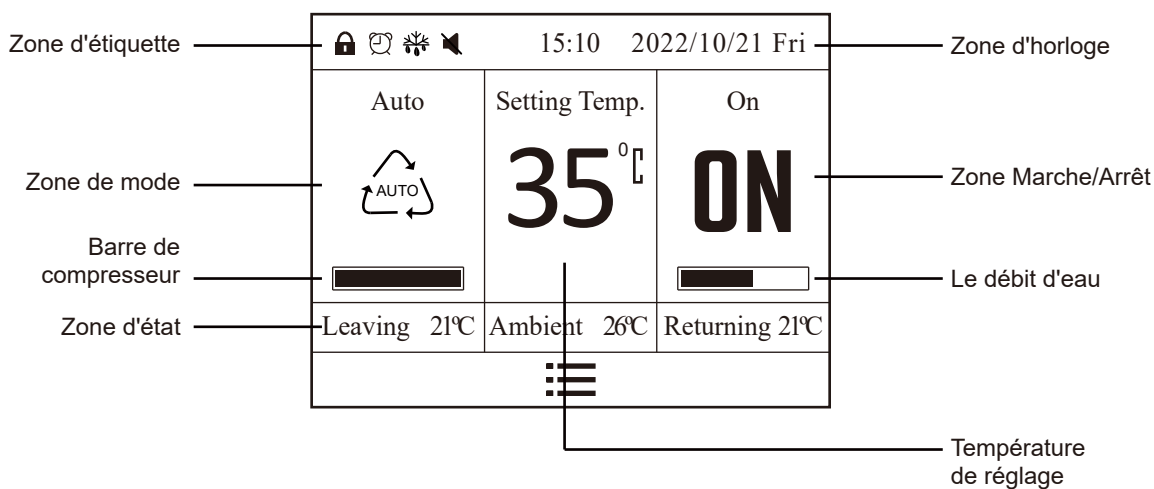 Zone d'étiquette
15:10 2022/10/21 Fri
Zone d'horloge
Auto
Setting Temp.
On
Zone de mode
AUTO
35℃
ON
Zone Marche/Arrêt
Barre de
compresseur
Le débit d'eau
Zone d'état
Leaving 21℃
Ambient 26℃
Returning 21℃
Température
de réglage